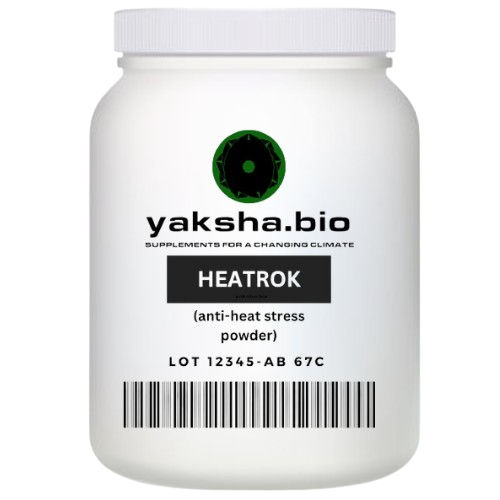 yaksha.bio
SUPPLEMENTS FOR A CHANGING CLIMATE
HEATROK
(anti-heat stress
powder)
LOT 12345-AB 67C